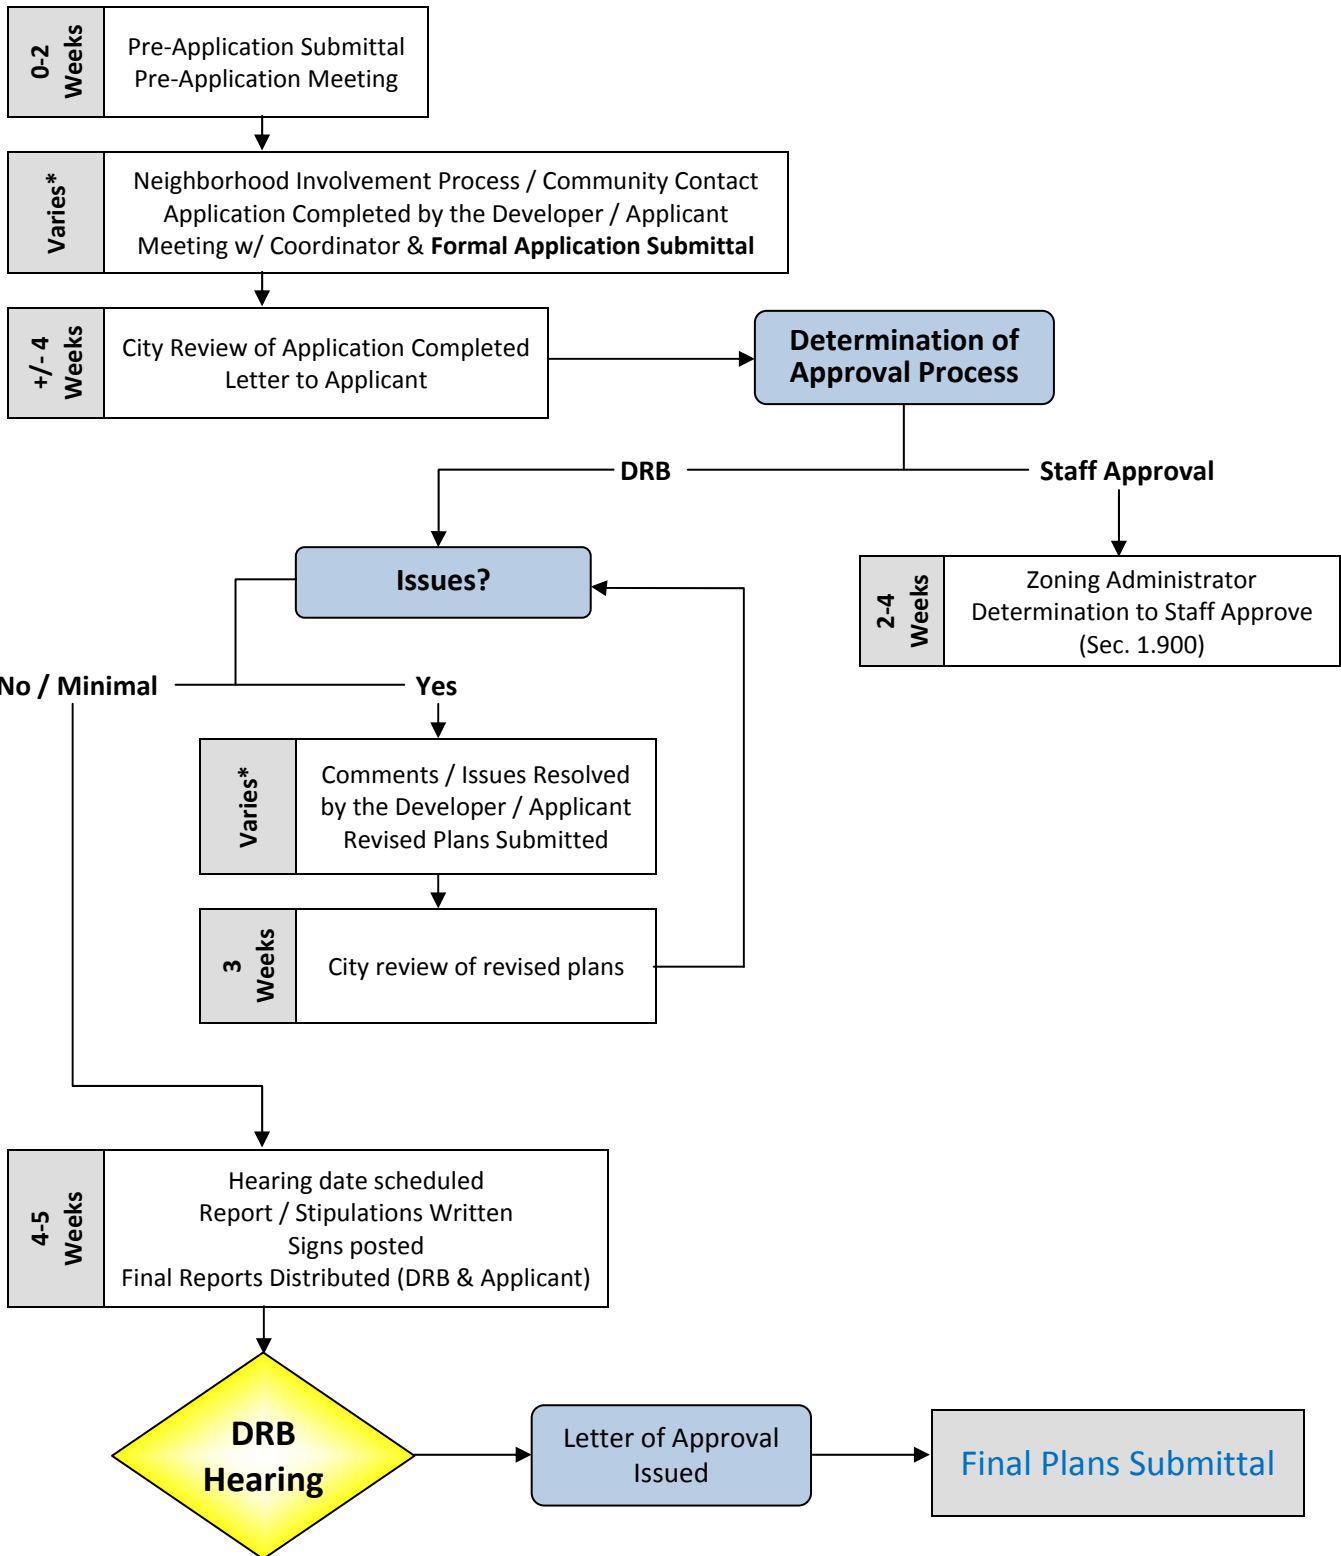 0-2
Weeks
Pre-Application Submittal
Pre-Application Meeting
Varies*
Neighborhood Involvement Process / Community Contact
Application Completed by the Developer / Applicant
Meeting w/ Coordinator & Formal Application Submittal
+/- 4
Weeks
City Review of Application Completed
Letter to Applicant
Determination of
Approval Process
DRB
Staff Approval
Issues?
2-4
Weeks
Zoning Administrator
Determination to Staff Approve
(Sec. 1.900)
No / Minimal
Yes
Varies*
Comments / Issues Resolved
by the Developer / Applicant
Revised Plans Submitted
3
Weeks
City review of revised plans
4-5
Weeks
Hearing date scheduled
Report / Stipulations Written
Signs posted
Final Reports Distributed (DRB & Applicant)
DRB
Hearing
Letter of Approval
Issued
Final Plans Submittal